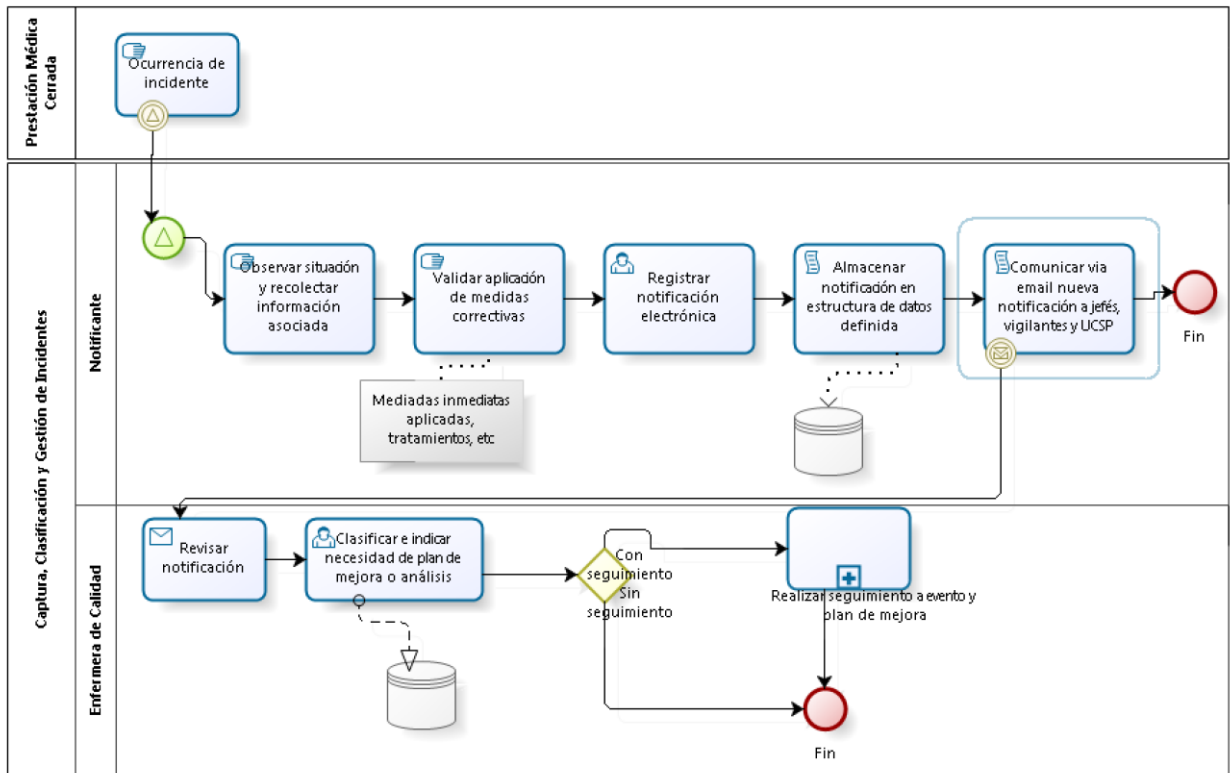 Prestación Médica
Cerrada
Ocurrencia de
incidente
Captura, Clasificación y Gestión de Incidentes
Notificante
Observar situación
y recolectar
información
asociada
Validar aplicación
de medidas
correctivas
Registrar
notificación
electrónica
Almacenar
notificación en
estructura de datos
definida
Comunicar via
email nueva
notificación a jefés,
vigilantes y UCSP
Fin
Mediadas inmediatas
aplicadas,
tratamientos, etc
Enfermera de Calidad
Revisar
notificación
Clasificar e indicar
necesidad de plan de
mejora o análisis
Con
seguimiento
Sin
seguimiento
Realizar seguimiento a evento y
plan de mejora
Fin